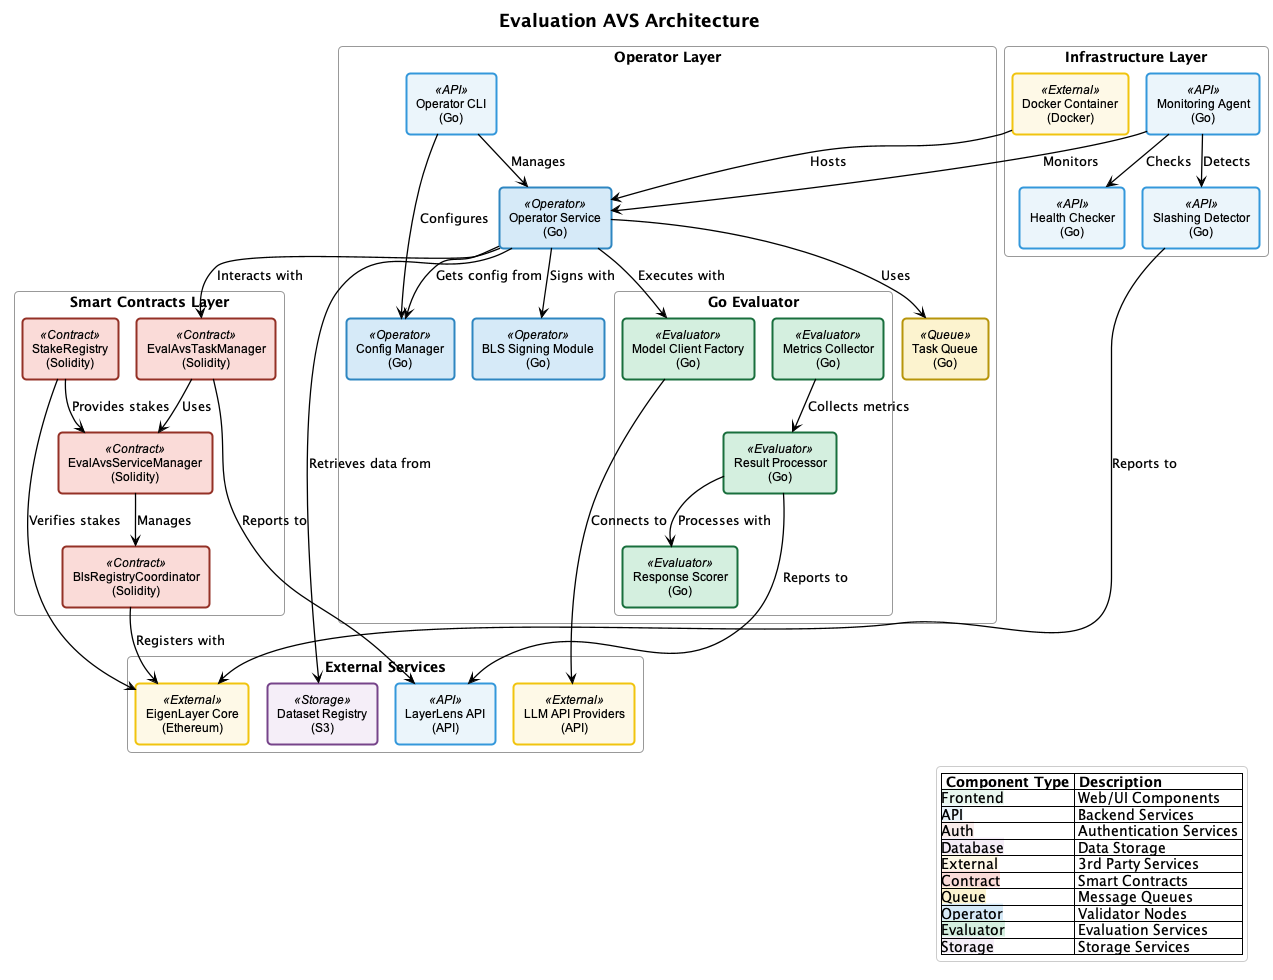 Evaluation AVS Architecture
Operator Layer
Infrastructure Layer
«API»
Operator CLI
(Go)
«External»
Docker Container
(Docker)
«API»
Monitoring Agent
(Go)
Manages
Hosts
Monitors
Checks
Detects
Configures
«Operator»
Operator Service
(Go)
«API»
Health Checker
(Go)
«API»
Slashing Detector
(Go)
Interacts with
Gets config from
Signs with
Executes with
Uses
Smart Contracts Layer
Go Evaluator
«Contract»
StakeRegistry
(Solidity)
«Contract»
EvalAvsTaskManager
(Solidity)
«Operator»
Config Manager
(Go)
«Operator»
BLS Signing Module
(Go)
«Evaluator»
Model Client Factory
(Go)
«Evaluator»
Metrics Collector
(Go)
«Queue»
Task Queue
(Go)
Provides stakes
Uses
Collects metrics
«Contract»
EvalAvsServiceManager
(Solidity)
Retrieves data from
«Evaluator»
Result Processor
(Go)
Reports to
Verifies stakes
Manages
Reports to
Connects to
Processes with
«Contract»
BlsRegistryCoordinator
(Solidity)
«Evaluator»
Response Scorer
(Go)
Reports to
Registers with
External Services
«External»
EigenLayer Core
(Ethereum)
«Storage»
Dataset Registry
(S3)
«API»
LayerLens API
(API)
«External»
LLM API Providers
(API)
Component Type Description
Frontend Web/UI Components
API Backend Services
Auth Authentication Services
Database Data Storage
External 3rd Party Services
Contract Smart Contracts
Queue Message Queues
Operator Validator Nodes
Evaluator Evaluation Services
Storage Storage Services